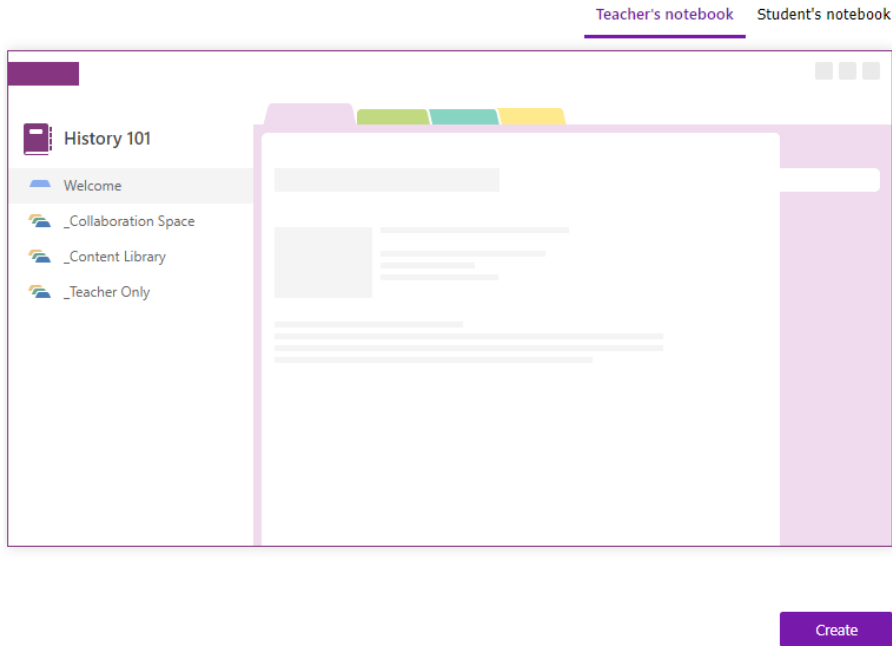 Teacher's notebook Student's notebook
History 101
Welcome
_Collaboration Space
_Content Library
_Teacher Only
Create